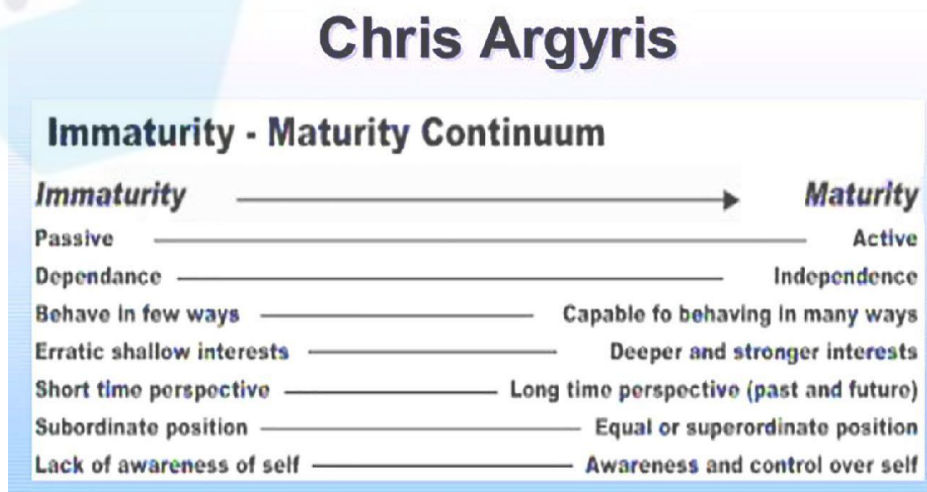 Chris Argyris
Immaturity - Maturity Continuum
Immaturity Maturity
Passive Active
Dependance Independence
Behave in few ways Capable fo behaving in many ways
Erratic shallow interests Deeper and stronger interests
Short time perspective Long time perspective (past and future)
Subordinate position Equal or superordinate position
Lack of awareness of self Awareness and control over self